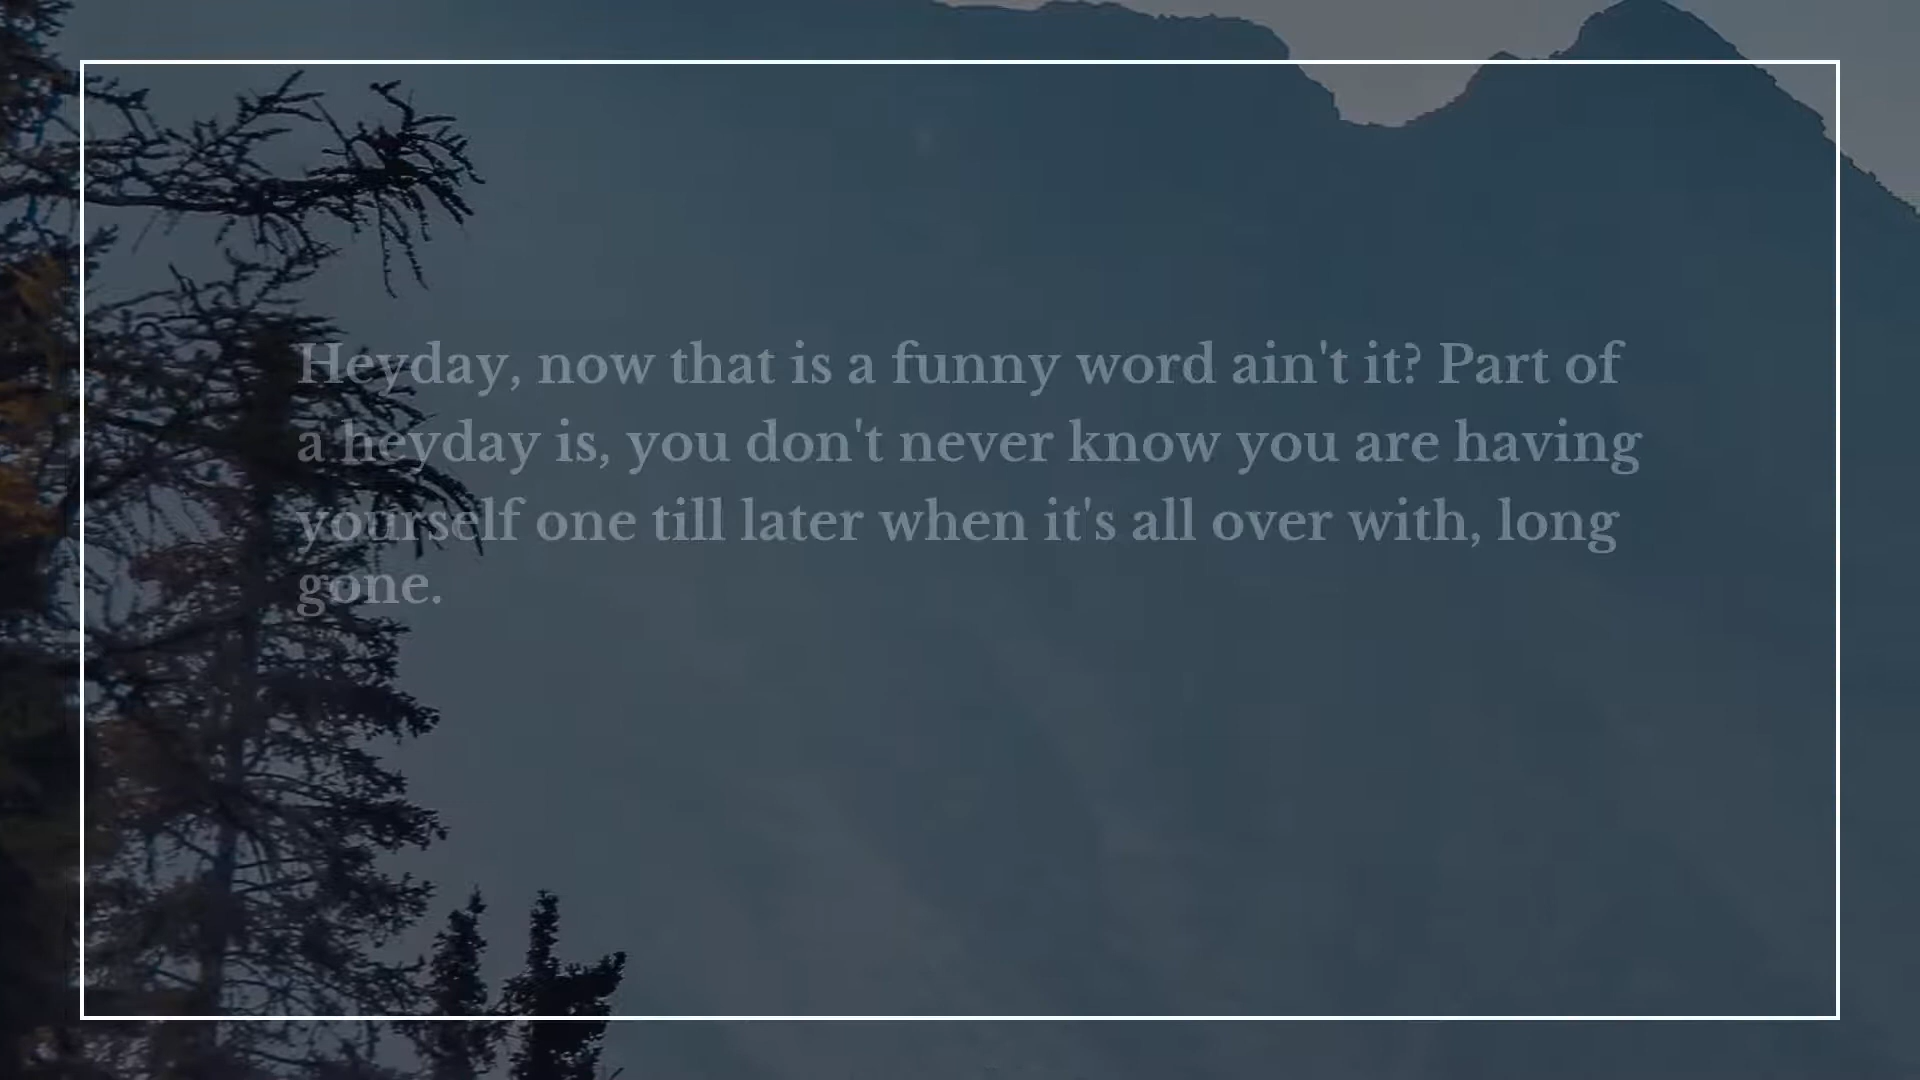 Heyday, now that is a funny word ain't it? Part of
a heyday is, you don't never know you are having
yourself one till later when it's all over with, long
gone.